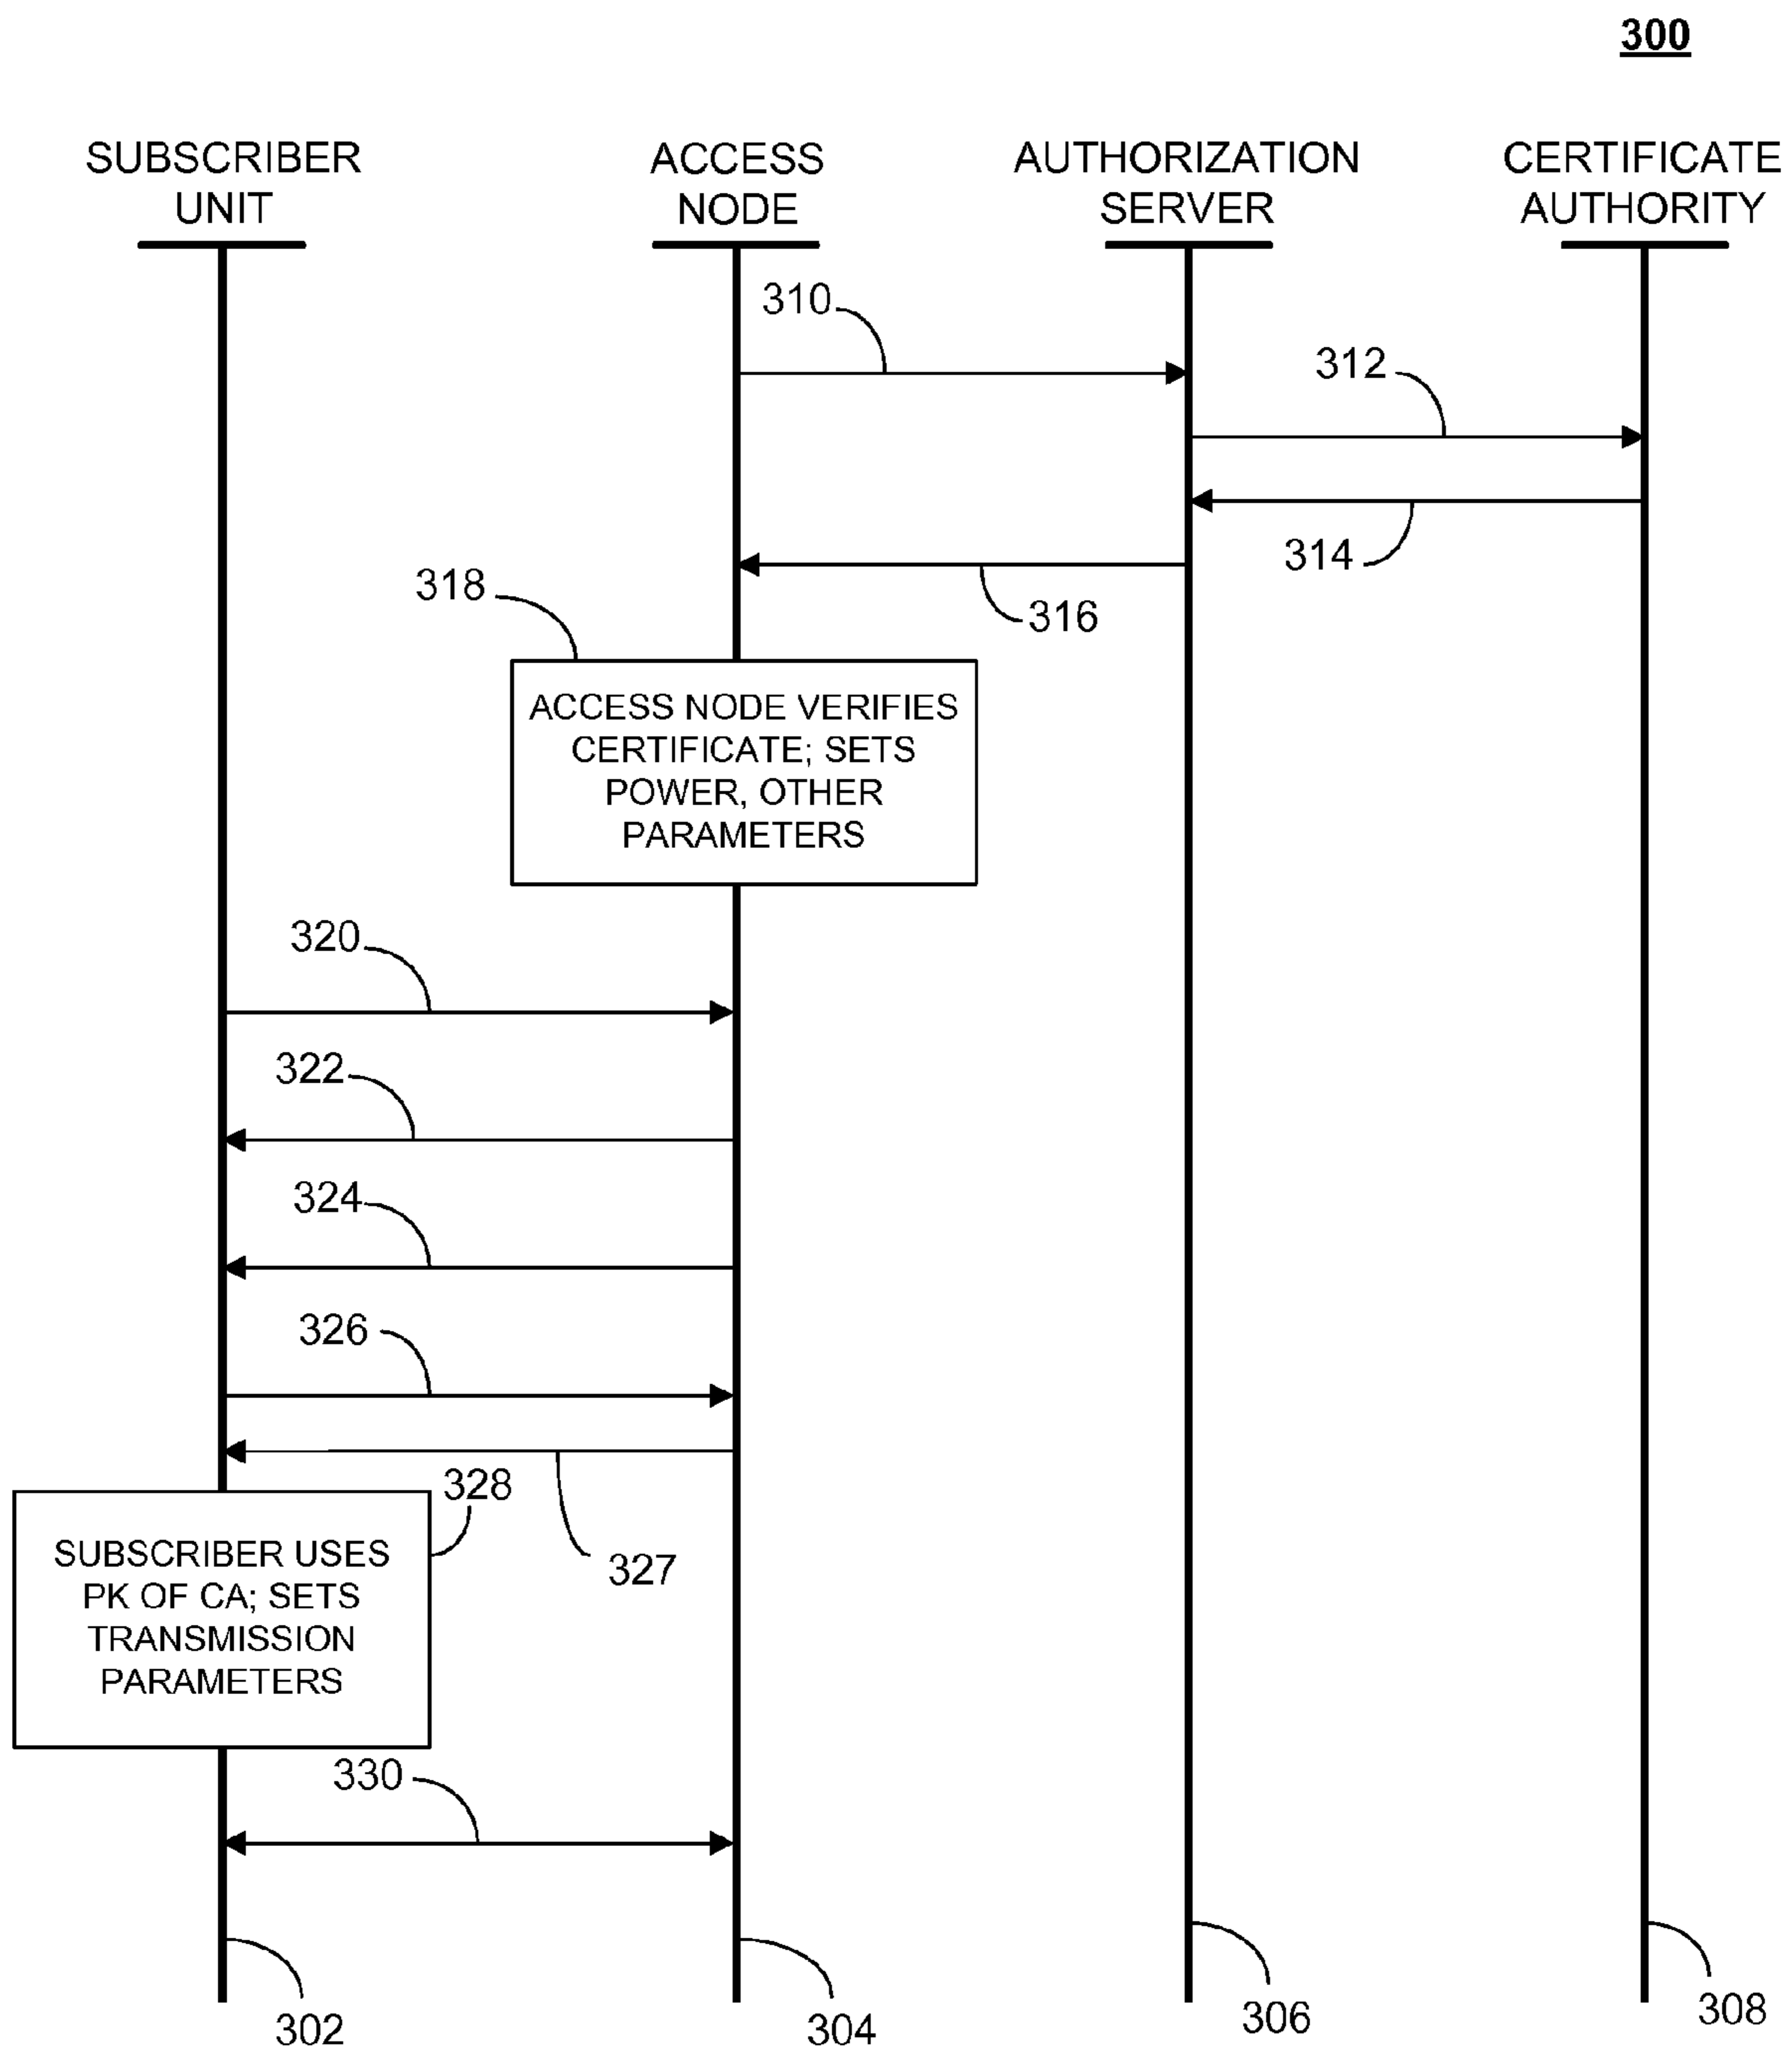 300
SUBSCRIBER
UNIT
ACCESS
NODE
AUTHORIZATION
SERVER
CERTIFICATE
AUTHORITY
310
312
314
316
318
ACCESS NODE VERIFIES
CERTIFICATE; SETS
POWER, OTHER
PARAMETERS
320
322
324
326
327
328
SUBSCRIBER USES
PK OF CA; SETS
TRANSMISSION
PARAMETERS
330
302
304
306
308